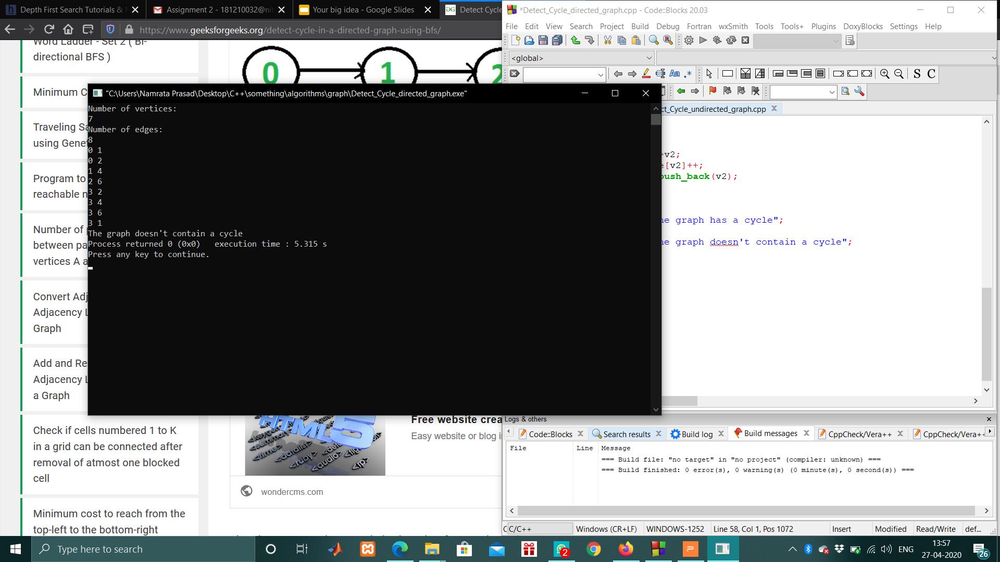 Depth First Search Tutorials & N
Assignment 2 - 181210032@nit
Your big idea - Google Slides
Detect Cycle
https://www.geeksforgeeks.org/detect-cycle-in-a-directed-graph-using-bfs/
Word Ladder - Set 2 ( Bi-
directional BFS )
Minimum C
Traveling Sa
using Genet
Program to
reachable n
Number of p
between pa
vertices A a
Convert Adj
Adjacency L
Graph
Add and Re
Adjacency L
a Graph
Check if cells numbered 1 to K
in a grid can be connected after
removal of atmost one blocked
cell
Minimum cost to reach from the
top-left to the bottom-right
0 1 2
"C:\Users\Namrata Prasad\Desktop\C++\something\algorithms\graph\Detect_Cycle_directed_graph.exe"
Number of vertices:
7
Number of edges:
8
0 1
0 2
1 4
2 6
3 2
3 4
3 6
3 1
The graph doesn't contain a cycle
Process returned 0 (0x0)   execution time : 5.315 s
Press any key to continue.
HTML5
Free website crea
Easy website or blog i
wondercms.com
*Detect_Cycle_directed_graph.cpp - Code::Blocks 20.03
File Edit View Search Project Build Debug Fortran wxSmith Tools Tools+ Plugins DoxyBlocks Settings Help
<global>
S C
ct_Cycle_undirected_graph.cpp
>v2;
e[v2]++;
push_back(v2);
he graph has a cycle";
he graph doesn't contain a cycle";
Logs & others
Code::Blocks
Search results
Build log
Build messages
CppCheck/Vera++
CppCheck/Vera++
File Line Message
=== Build file: "no target" in "no project" (compiler: unknown) ===
=== Build finished: 0 error(s), 0 warning(s) (0 minute(s), 0 second(s)) ===
C/C++ Windows (CR+LF) WINDOWS-1252 Line 58, Col 1, Pos 1072 Insert Modified Read/Write def...
Type here to search
2
ENG
13:57
27-04-2020
26